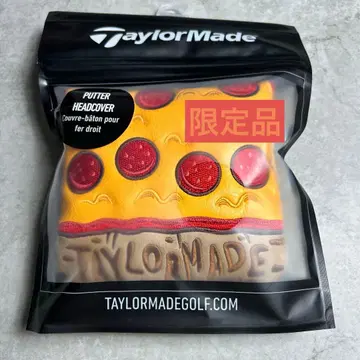 TaylorMade
PUTTER
HEADCOVER
Couvre-bâton pour
fer droit
限定品
TAYLORMADE
TAYLORMADEGOLF.COM